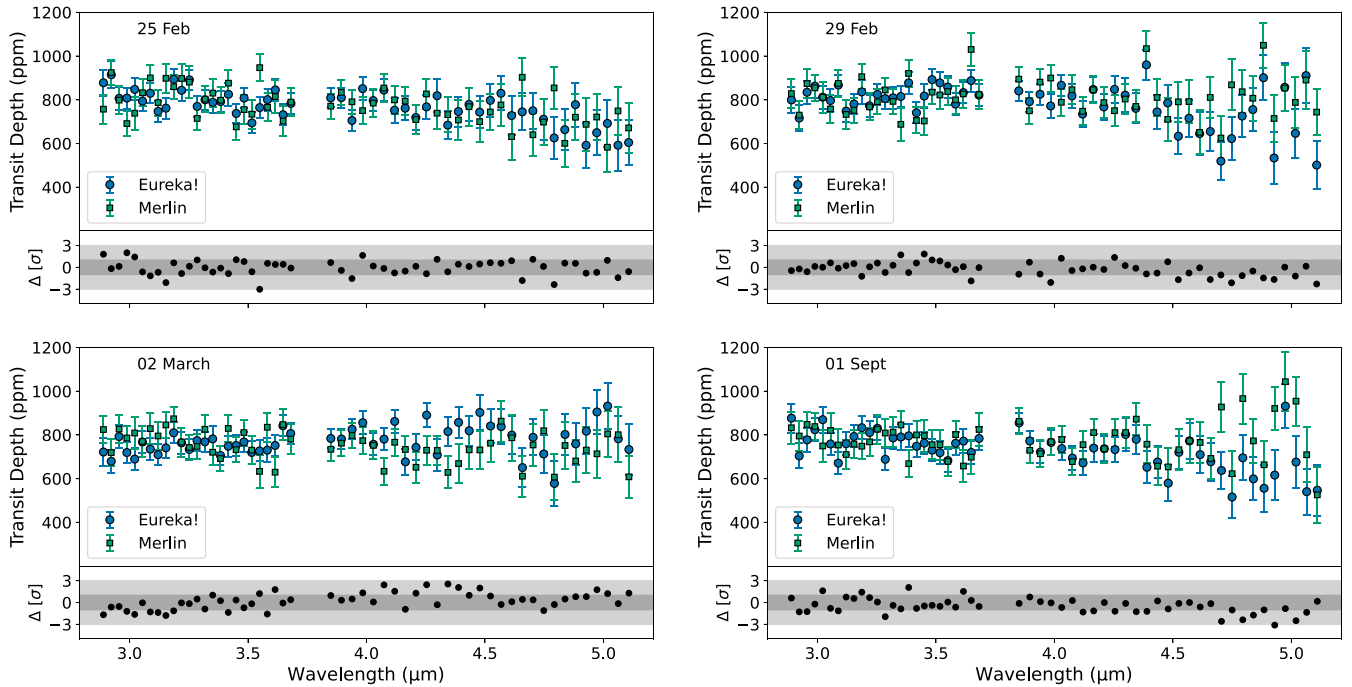 25 Feb
Transit Depth (ppm)
1200
1000
800
600
400
Eureka!
Merlin
Δ [σ]
3
0
−3
29 Feb
Transit Depth (ppm)
1200
1000
800
600
400
Eureka!
Merlin
Δ [σ]
3
0
−3
02 March
Transit Depth (ppm)
1200
1000
800
600
400
Eureka!
Merlin
Δ [σ]
3
0
−3
3.0 3.5 4.0 4.5 5.0
Wavelength (μm)
01 Sept
Transit Depth (ppm)
1200
1000
800
600
400
Eureka!
Merlin
Δ [σ]
3
0
−3
3.0 3.5 4.0 4.5 5.0
Wavelength (μm)